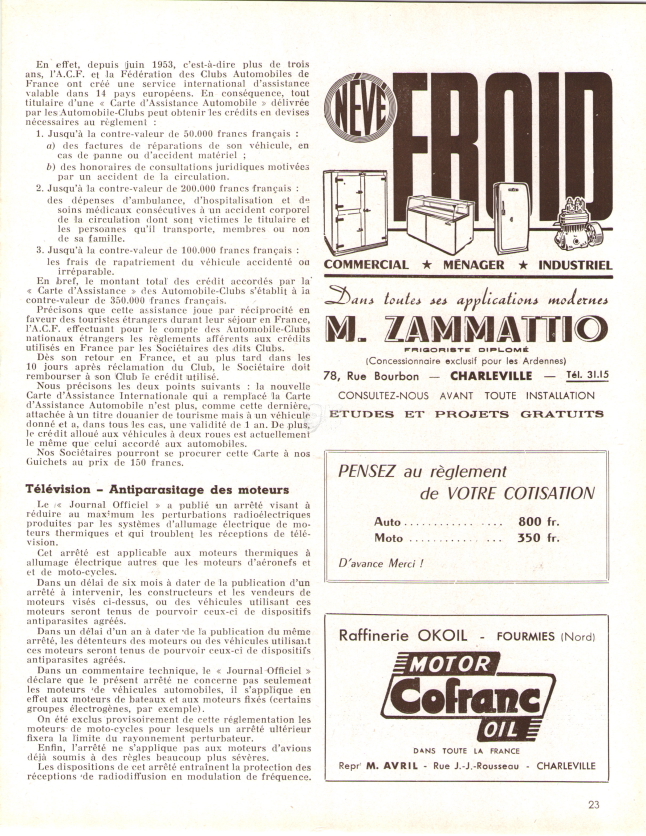 En effet, depuis juin 1953, c'est-à-dire plus de trois
ans, l'A.C.F. et la Fédération des Clubs Automobiles de
France ont créé une service international d'assistance
valable dans 14 pays européens. En conséquence, tout
titulaire d'une « Carte d'Assistance Automobile » délivrée
par les Automobile-Clubs peut obtenir les crédits en devises
nécessaires au règlement :
1. Jusqu'à la contre-valeur de 50.000 francs français :
a) des factures de réparations de son véhicule, en
cas de panne ou d'accident matériel ;
b) des honoraires de consultations juridiques motivées
par un accident de la circulation.
2. Jusqu'à la contre-valeur de 200.000 francs français :
des dépenses d'ambulance, d'hospitalisation et de
soins médicaux consécutives à un accident corporel
de la circulation dont sont victimes le titulaire et
les personnes qu'il transporte, membres ou non
de sa famille.
3. Jusqu'à la contre-valeur de 100.000 francs français :
les frais de rapatriement du véhicule accidenté ou
irréparable.
En bref, le montant total des crédit accordés par la
« Carte d'Assistance » des Automobile-Clubs s'établit à la
contre-valeur de 350.000 francs français.
Précisons que cette assistance joue par réciprocité en
faveur des touristes étrangers durant leur séjour en France,
l'A.C.F. effectuant pour le compte des Automobile-Clubs
nationaux étrangers les règlements afférents aux crédits
utilisés en France par les Sociétaires des dits Clubs.
Dès son retour en France, et au plus tard dans les
10 jours après réclamation du Club, le Sociétaire doit
rembourser à son Club le crédit utilisé.
Nous précisons les deux points suivants : la nouvelle
Carte d'Assistance Internationale qui a remplacé la Carte
d'Assistance Automobile n'est plus, comme cette dernière,
attachée à un titre douanier de tourisme mais à un véhicule
donné et a, dans tous les cas, une validité de 1 an. De plus,
le crédit alloué aux véhicules à deux roues est actuellement
le même que celui accordé aux automobiles.
Nos Sociétaires pourront se procurer cette Carte à nos
Guichets au prix de 150 francs.
Télévision - Antiparasitage des moteurs
Le « Journal Officiel » a publié un arrêté visant à
réduire au maximum les perturbations radioélectriques
produites par les systèmes d'allumage électrique de mo-
teurs thermiques et qui troublent les réceptions de télé-
vision.
Cet arrêté est applicable aux moteurs thermiques à
allumage électrique autres que les moteurs d'aéronefs et
et de moto-cycles.
Dans un délai de six mois à dater de la publication d'un
arrêté à intervenir, les constructeurs et les vendeurs de
moteurs visés ci-dessus, ou des véhicules utilisant ces
moteurs seront tenus de pourvoir ceux-ci de dispositifs
antiparasites agréés.
Dans un délai d'un an à dater de la publication du même
arrêté, les détenteurs des moteurs ou des véhicules utilisant
ces moteurs seront tenus de pourvoir ceux-ci de dispositifs
antiparasites agréés.
Dans un commentaire technique, le « Journal Officiel »
déclare que le présent arrêté ne concerne pas seulement
les moteurs de véhicules automobiles, il s'applique en
effet aux moteurs de bateaux et aux moteurs fixés (certains
groupes électrogènes, par exemple).
On été exclus provisoirement de cette réglementation les
moteurs de moto-cycles pour lesquels un arrêté ultérieur
fixera la limite du rayonnement perturbateur.
Enfin, l'arrêté ne s'applique pas aux moteurs d'avions
déjà soumis à des règles beaucoup plus sévères.
Les dispositions de cet arrêté entraînent la protection des
réceptions de radiodiffusion en modulation de fréquence.
NÉVÉ
FROID
COMMERCIAL ★ MÉNAGER ★ INDUSTRIEL
Dans toutes ses applications modernes
M. ZAMMATTIO
FRIGORISTE DIPLOMÉ
(Concessionnaire exclusif pour les Ardennes)
78, Rue Bourbon — CHARLEVILLE — Tél. 31.15
CONSULTEZ-NOUS AVANT TOUTE INSTALLATION
ETUDES ET PROJETS GRATUITS
PENSEZ au règlement
de VOTRE COTISATION
Auto ................ 800 fr.
Moto ................ 350 fr.
D'avance Merci !
Raffinerie OKOIL - FOURMIES (Nord)
MOTOR
Cofranc
OIL
DANS TOUTE LA FRANCE
Reprt M. AVRIL - Rue J.-J.-Rousseau - CHARLEVILLE
23